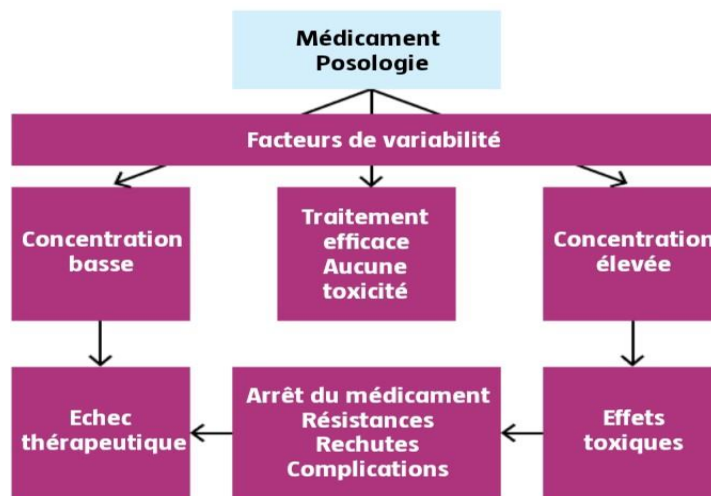 Médicament
Posologie
Facteurs de variabilité
Concentration
basse
Traitement
efficace
Aucune
toxicité
Concentration
élevée
Echec
thérapeutique
Arrêt du médicament
Résistances
Rechutes
Complications
Effets
toxiques